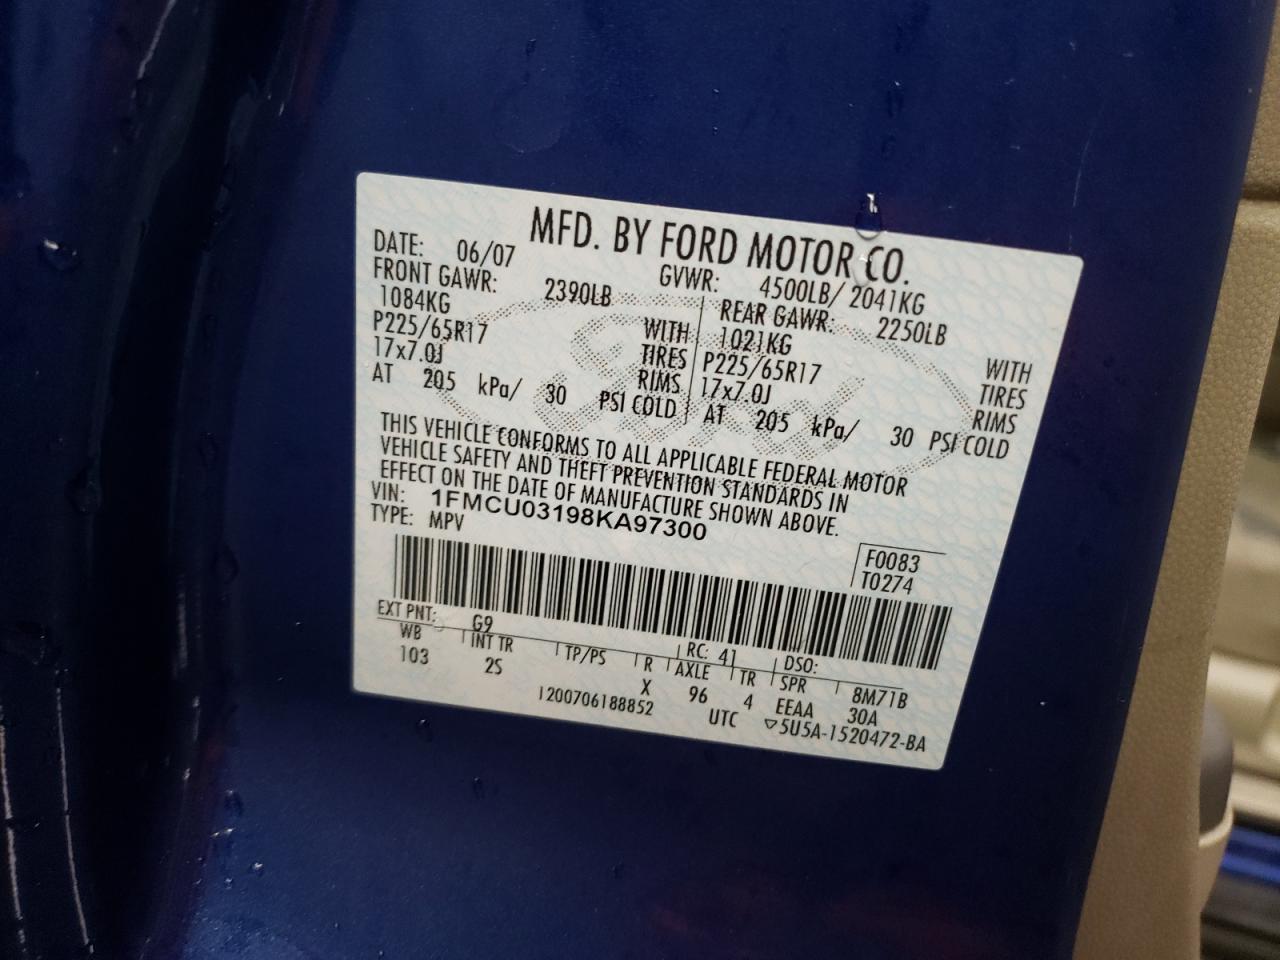 MFD. BY FORD MOTOR CO.
DATE: 06/07 GVWR: 4500LB/ 2041KG
FRONT GAWR: 2390LB REAR GAWR: 2250LB
1084KG WITH 1021KG WITH
P225/65R17 TIRES P225/65R17 TIRES
17x7.0J RIMS 17x7.0J RIMS
AT 205 kPa/ 30 PSI COLD AT 205 kPa/ 30 PSI COLD
THIS VEHICLE CONFORMS TO ALL APPLICABLE FEDERAL MOTOR
VEHICLE SAFETY AND THEFT PREVENTION STANDARDS IN
EFFECT ON THE DATE OF MANUFACTURE SHOWN ABOVE.
VIN: 1FMCU03198KA97300
TYPE: MPV
F0083
T0274
EXT PNT: G9 RC: 41 DSO:
WB INT TR TP/PS R AXLE TR SPR 8M71B
103 2S X 96 4 EEAA 30A
1200706188852 UTC ▽5U5A-1520472-BA
Ford